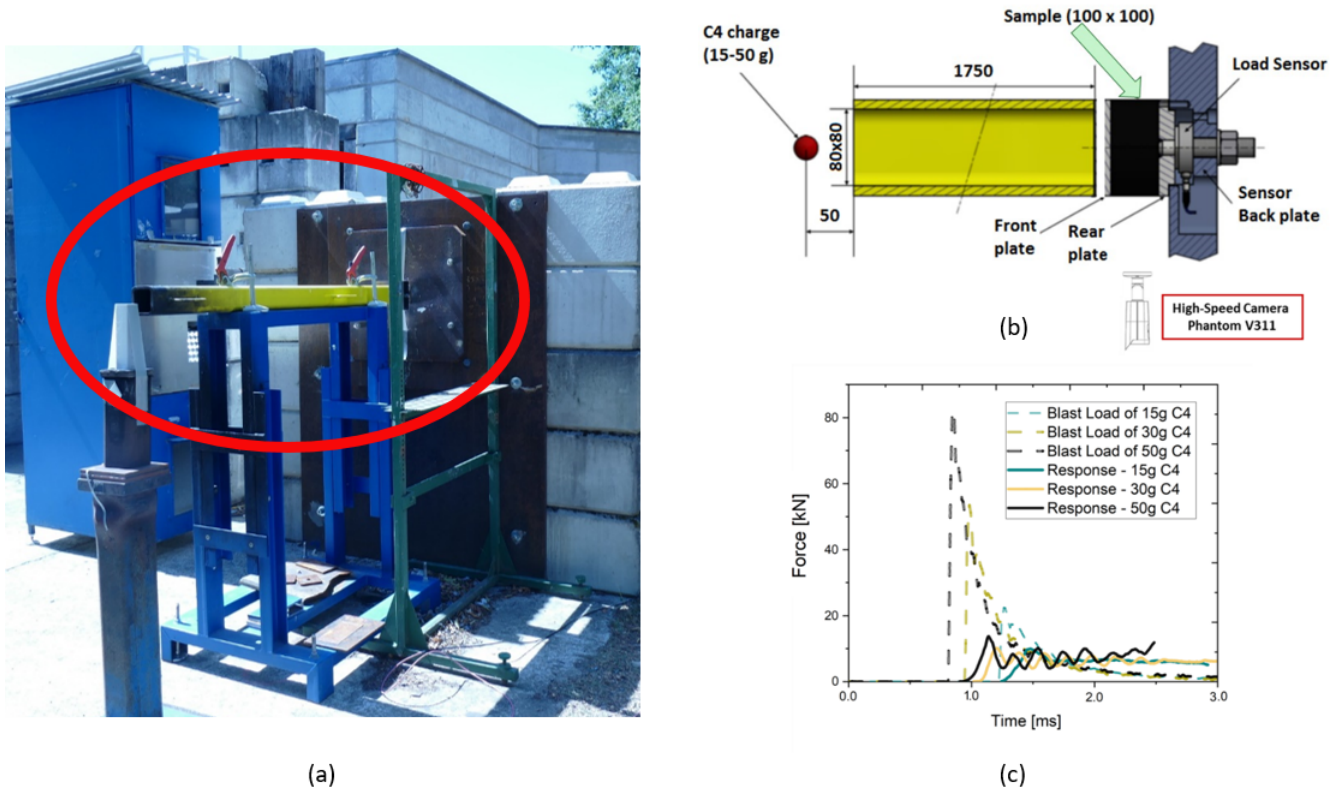 (a)
C4 charge
(15-50 g)
Sample (100 x 100)
Load Sensor
1750
80x80
50
Front
plate
Rear
plate
Sensor
Back plate
High-Speed Camera
Phantom V311
(b)
Blast Load of 15g C4
Blast Load of 30g C4
Blast Load of 50g C4
Response - 15g C4
Response - 30g C4
Response - 50g C4
Force [kN]
80
60
40
20
0
0.0
1.0
2.0
3.0
Time [ms]
(c)